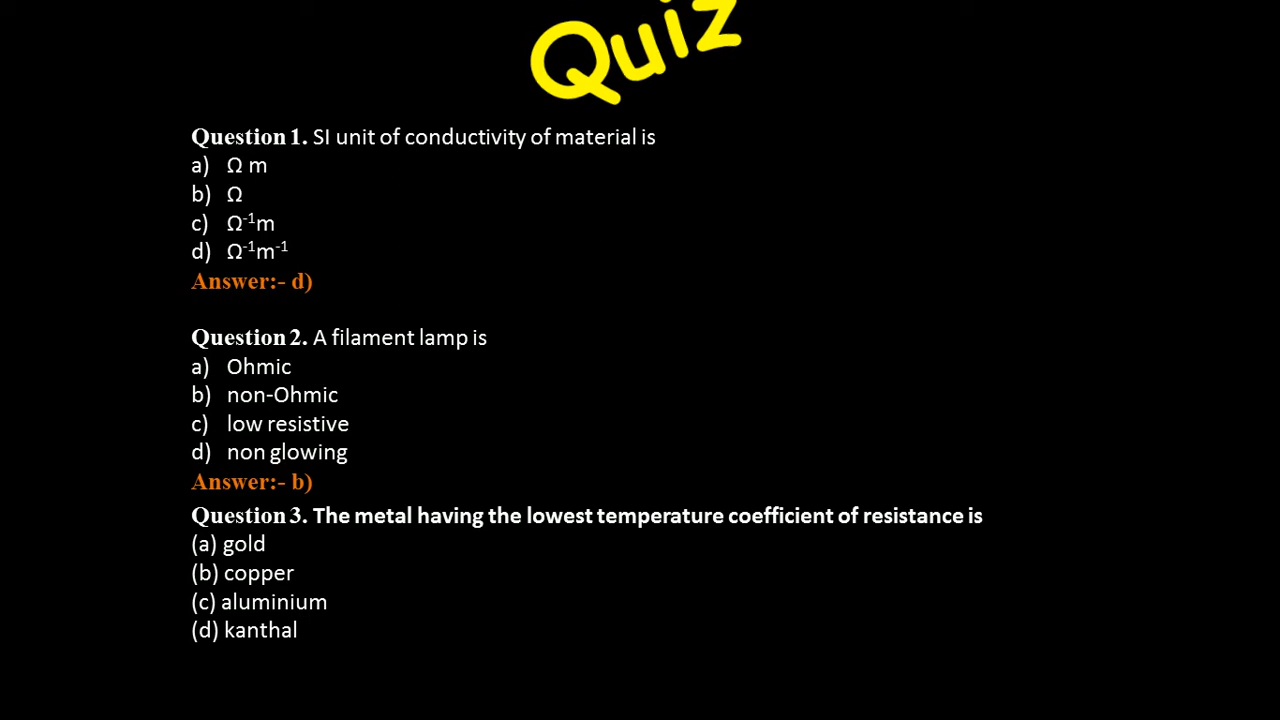 Quiz
Question 1. SI unit of conductivity of material is
a) Ω m
b) Ω
c) Ω⁻¹m
d) Ω⁻¹m⁻¹
Answer:- d)
Question 2. A filament lamp is
a) Ohmic
b) non-Ohmic
c) low resistive
d) non glowing
Answer:- b)
Question 3. The metal having the lowest temperature coefficient of resistance is
(a) gold
(b) copper
(c) aluminium
(d) kanthal